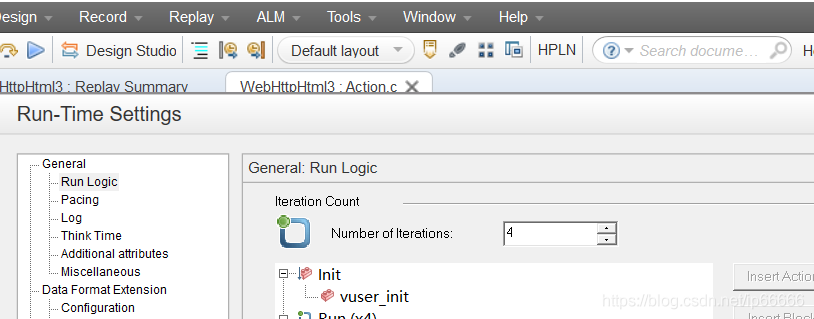 esign Record Replay ALM Tools Window Help
Design Studio Default layout HPLN Search docume... He
HttpHtml3 : Replay Summary WebHttpHtml3 : Action.c
Run-Time Settings
General
Run Logic
Pacing
Log
Think Time
Additional attributes
Miscellaneous
Data Format Extension
Configuration
General: Run Logic
Iteration Count
Number of Iterations: 4
Init
vuser_init
Run (x4)
Insert Action
Insert Block
https://blog.csdn.net/lp66666